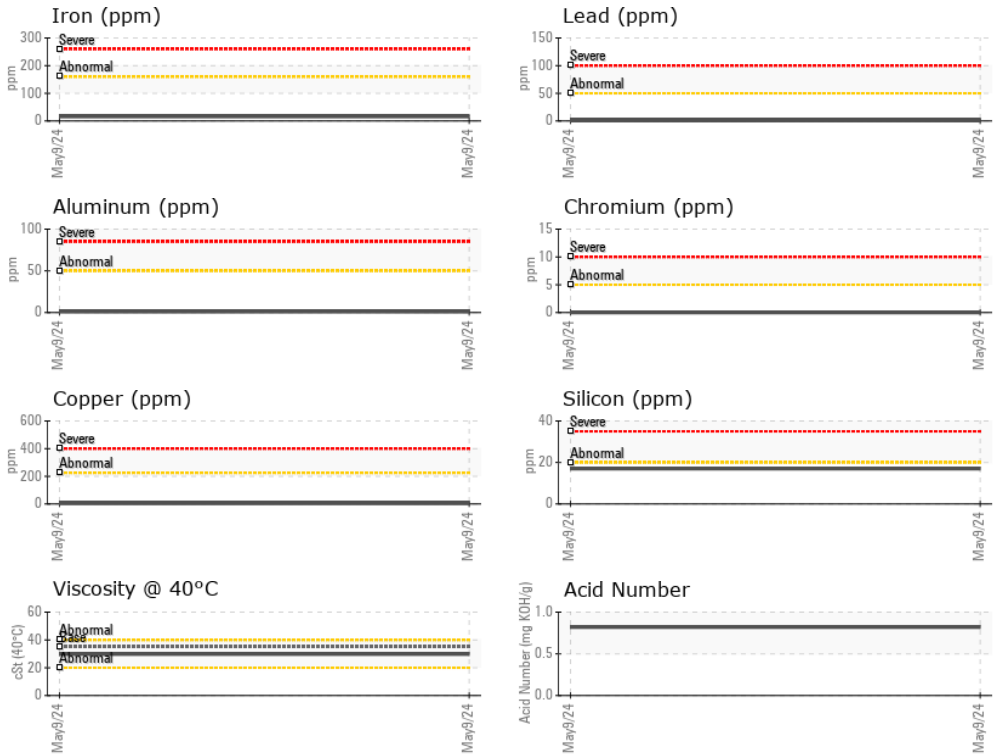 Iron (ppm)
300
200
100
0
ppm
Severe
Abnormal
May9/24
May9/24
Lead (ppm)
150
100
50
0
ppm
Severe
Abnormal
May9/24
May9/24
Aluminum (ppm)
100
50
0
ppm
Severe
Abnormal
May9/24
May9/24
Chromium (ppm)
15
10
5
0
ppm
Severe
Abnormal
May9/24
May9/24
Copper (ppm)
600
400
200
0
ppm
Severe
Abnormal
May9/24
May9/24
Silicon (ppm)
40
20
0
ppm
Severe
Abnormal
May9/24
May9/24
Viscosity @ 40°C
60
40
20
0
cSt (40°C)
Abnormal
Base
Abnormal
May9/24
May9/24
Acid Number
1.0
0.5
0.0
Acid Number (mg KOH/g)
May9/24
May9/24